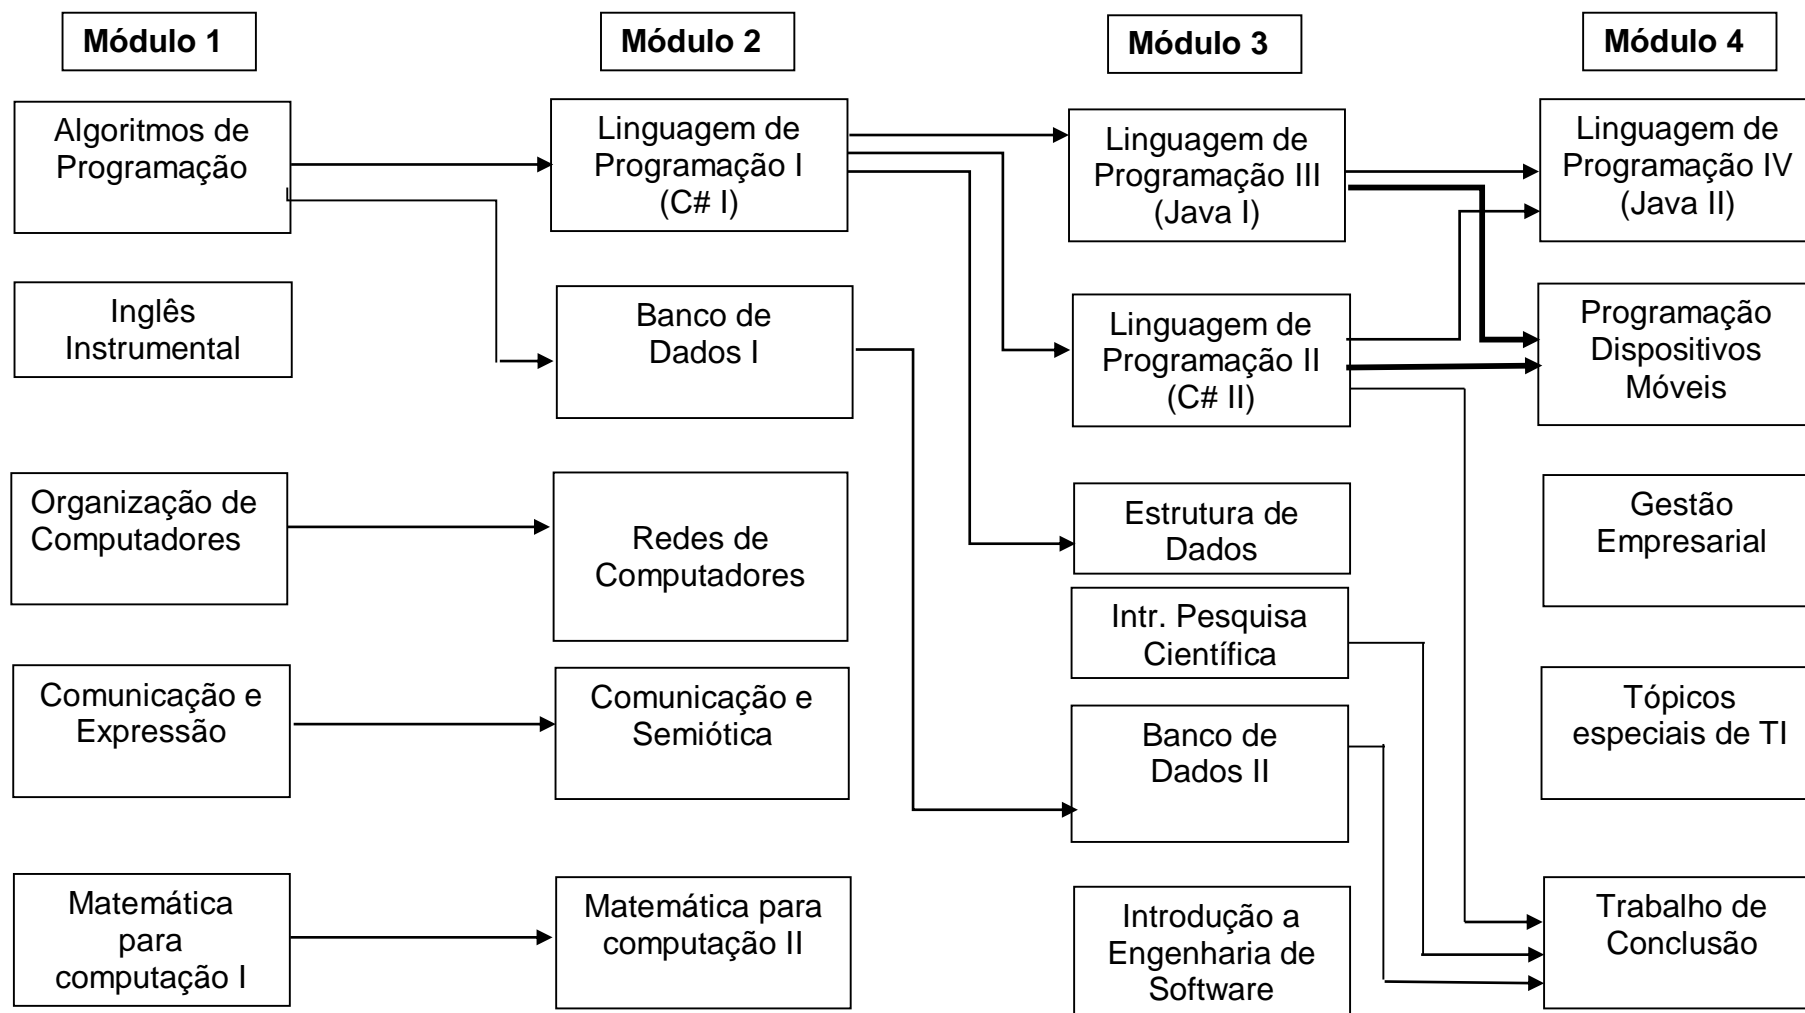 Módulo 1
Módulo 2
Módulo 3
Módulo 4
Algoritmos de
Programação
Linguagem de
Programação I
(C# I)
Linguagem de
Programação III
(Java I)
Linguagem de
Programação IV
(Java II)
Inglês
Instrumental
Banco de
Dados I
Linguagem de
Programação II
(C# II)
Programação
Dispositivos
Móveis
Organização de
Computadores
Redes de
Computadores
Estrutura de
Dados
Gestão
Empresarial
Intr. Pesquisa
Científica
Comunicação e
Expressão
Comunicação e
Semiótica
Banco de
Dados II
Tópicos
especiais de TI
Matemática
para
computação I
Matemática para
computação II
Introdução a
Engenharia de
Software
Trabalho de
Conclusão